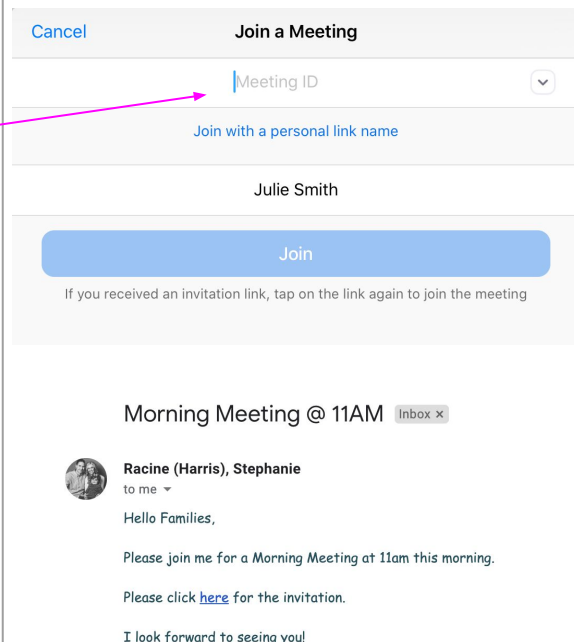 Cancel Join a Meeting
Meeting ID
Join with a personal link name
Julie Smith
Join
If you received an invitation link, tap on the link again to join the meeting
Morning Meeting @ 11AM Inbox ×
Racine (Harris), Stephanie
to me
Hello Families,
Please join me for a Morning Meeting at 11am this morning.
Please click here for the invitation.
I look forward to seeing you!